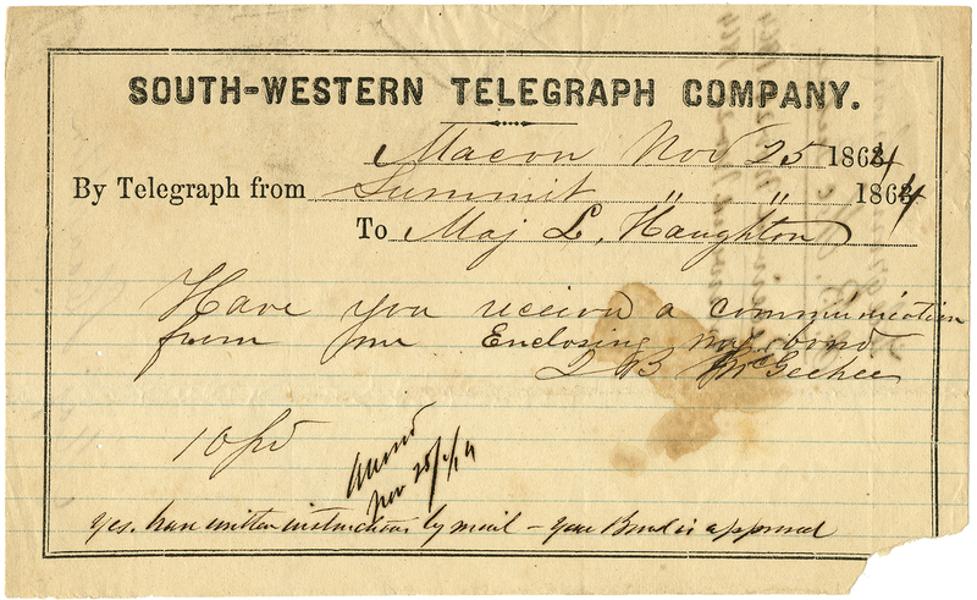 SOUTH-WESTERN TELEGRAPH COMPANY.
Macon Nov 25 1864
By Telegraph from Summit " " 1864
To Maj L. Haughton
Have you received a communication
from me Enclosing my bond
McGeehee
10 pd
Nov 25/64
yes. have written instructions by mail – your Bond is approved